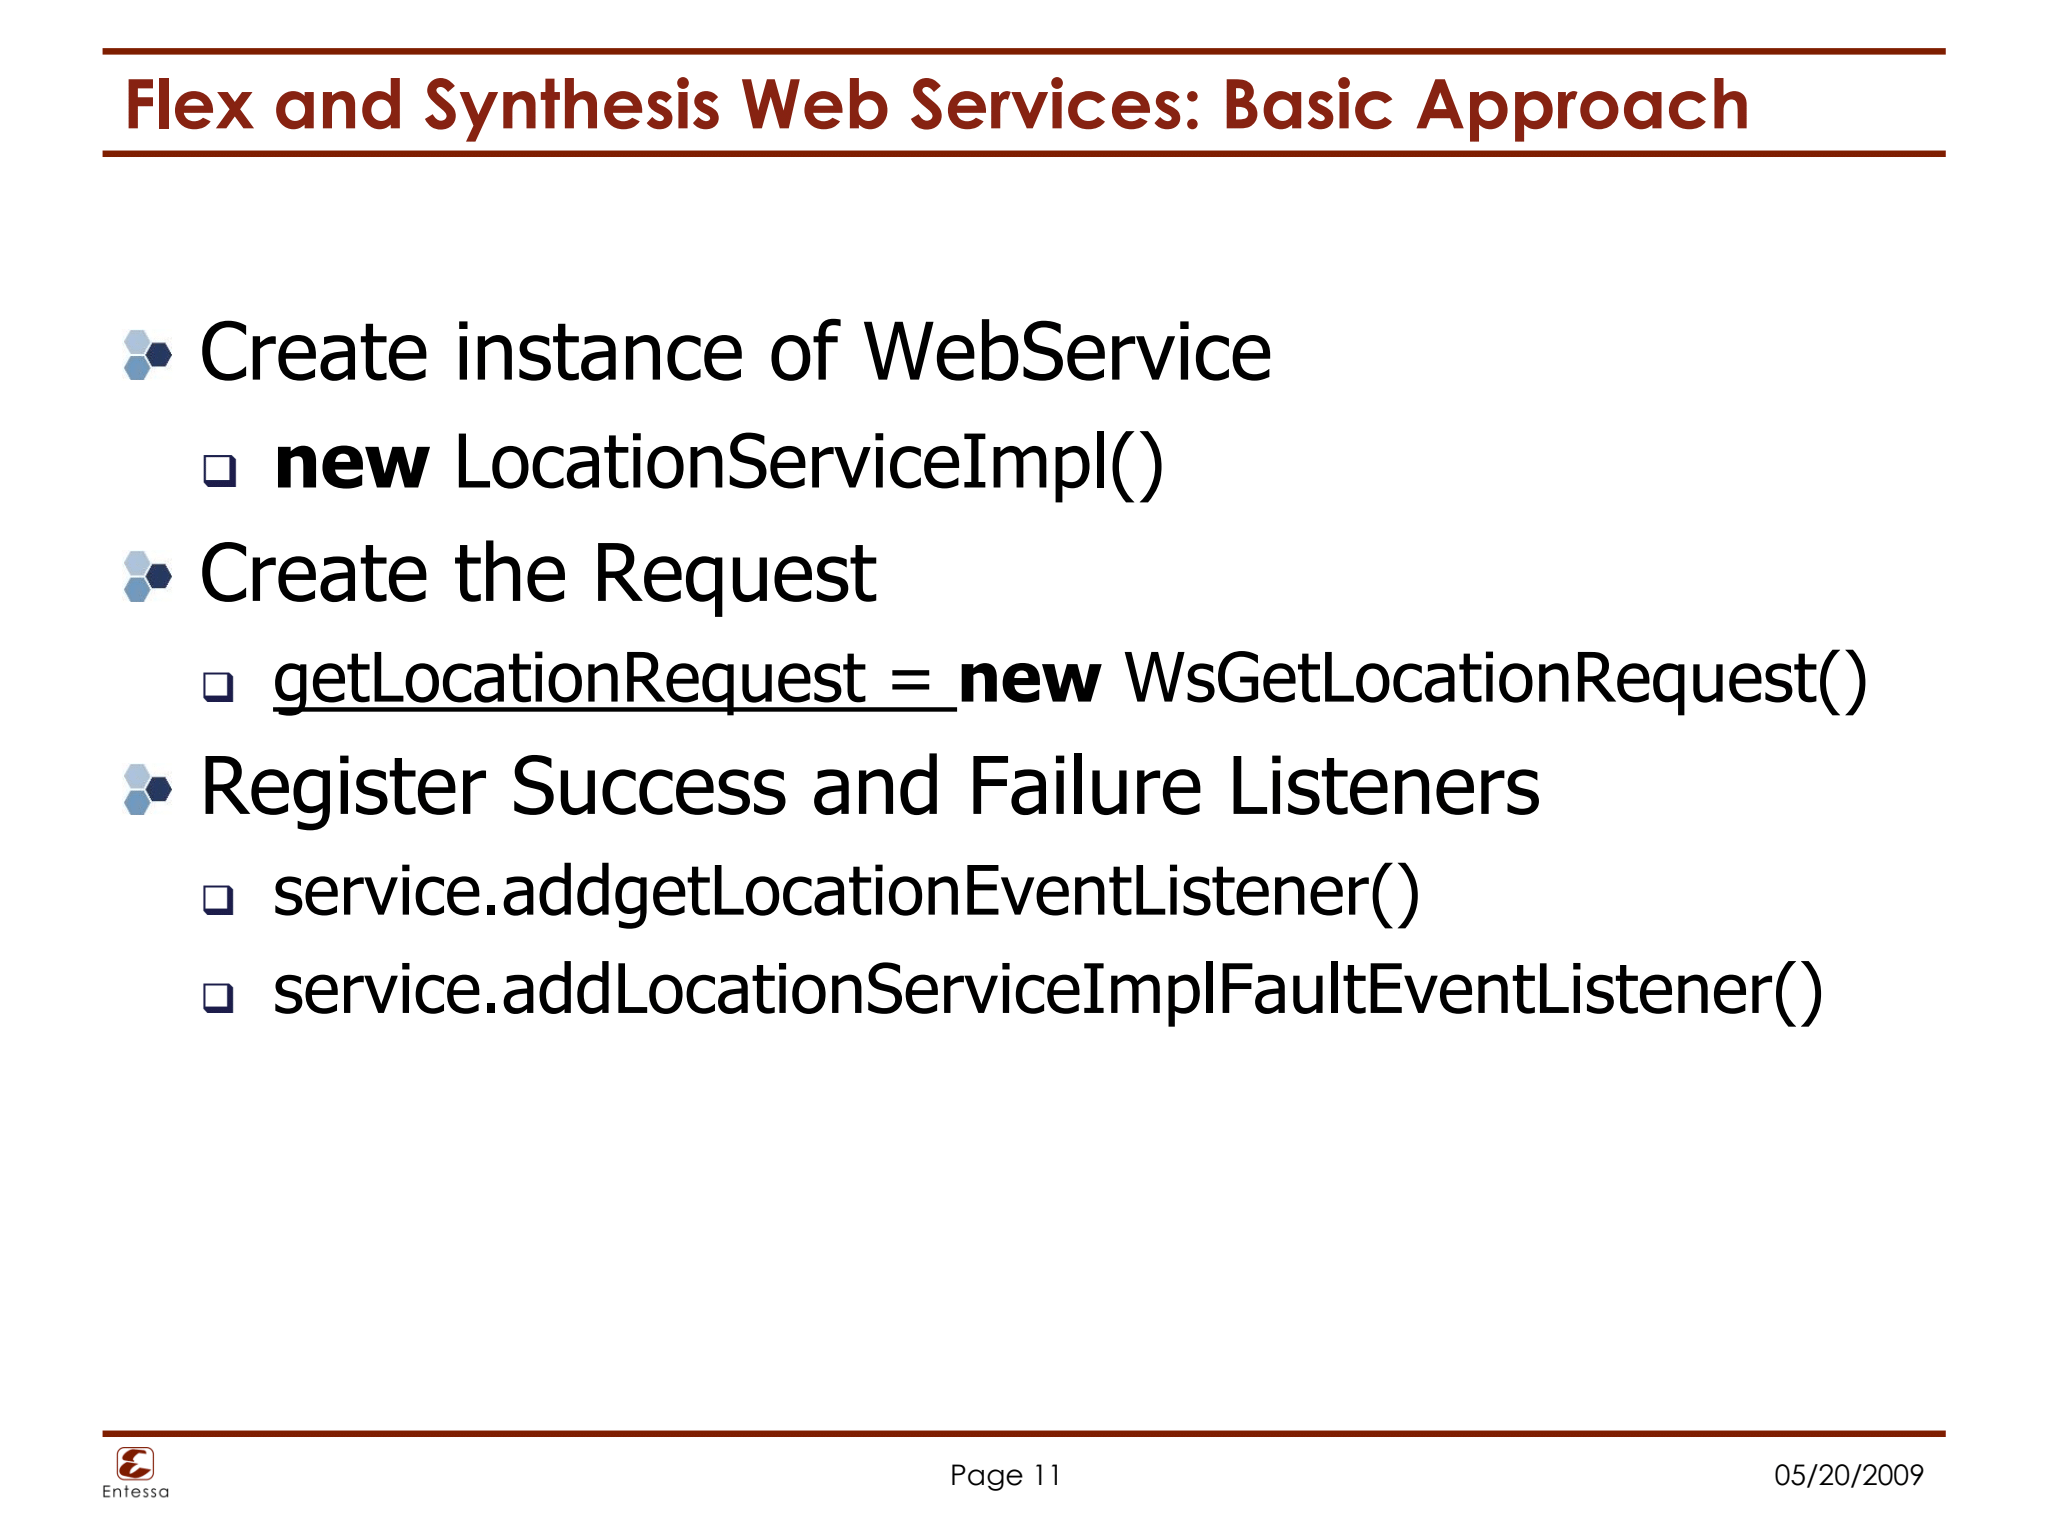 Flex and Synthesis Web Services: Basic Approach
Create instance of WebService
new LocationServiceImpl()
Create the Request
getLocationRequest = new WsGetLocationRequest()
Register Success and Failure Listeners
service.addgetLocationEventListener()
service.addLocationServiceImplFaultEventListener()
Entessa
Page 11
05/20/2009